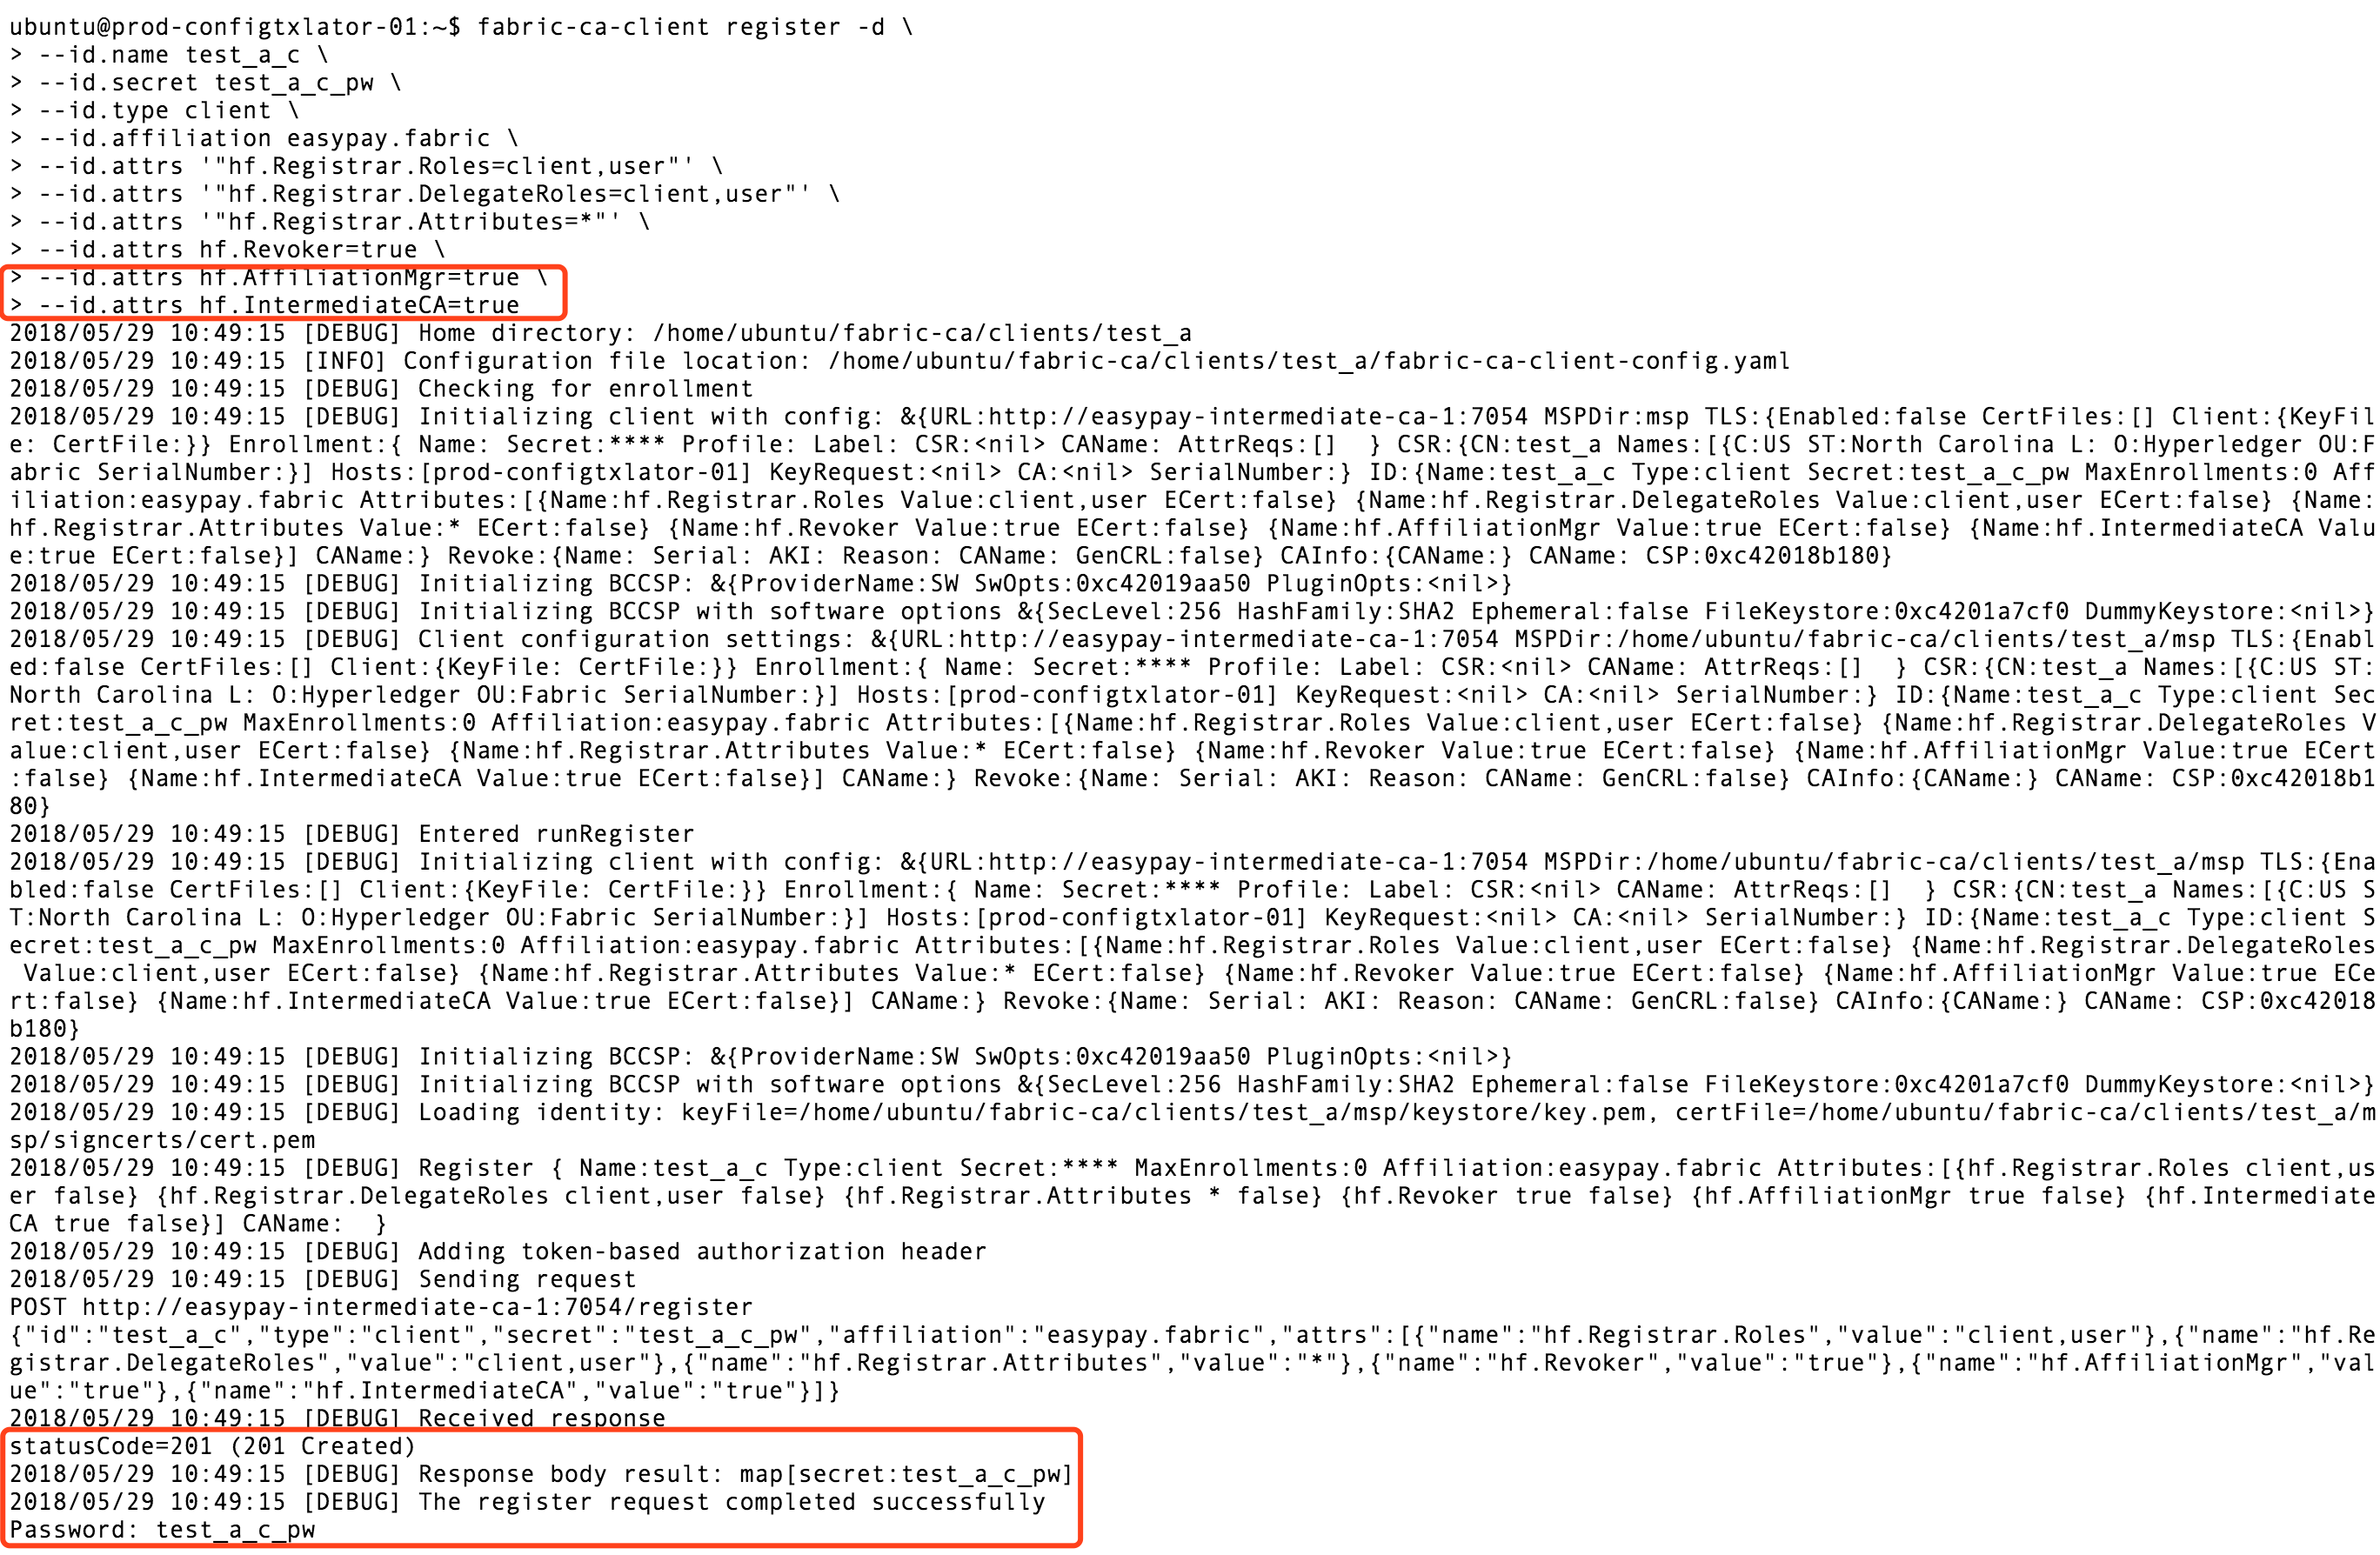 ubuntu@prod-configtxlator-01:~$ fabric-ca-client register -d \
> --id.name test_a_c \
> --id.secret test_a_c_pw \
> --id.type client \
> --id.affiliation easypay.fabric \
> --id.attrs '"hf.Registrar.Roles=client,user"' \
> --id.attrs '"hf.Registrar.DelegateRoles=client,user"' \
> --id.attrs '"hf.Registrar.Attributes=*"' \
> --id.attrs hf.Revoker=true \
> --id.attrs hf.AffiliationMgr=true \
> --id.attrs hf.IntermediateCA=true
2018/05/29 10:49:15 [DEBUG] Home directory: /home/ubuntu/fabric-ca/clients/test_a
2018/05/29 10:49:15 [INFO] Configuration file location: /home/ubuntu/fabric-ca/clients/test_a/fabric-ca-client-config.yaml
2018/05/29 10:49:15 [DEBUG] Checking for enrollment
2018/05/29 10:49:15 [DEBUG] Initializing client with config: &{URL:http://easypay-intermediate-ca-1:7054 MSPDir:msp TLS:{Enabled:false CertFiles:[] Client:{KeyFil
e: CertFile:}} Enrollment:{ Name: Secret:**** Profile: Label: CSR:<nil> CAName: AttrReqs:[]  } CSR:{CN:test_a Names:[{C:US ST:North Carolina L: O:Hyperledger OU:F
abric SerialNumber:}] Hosts:[prod-configtxlator-01] KeyRequest:<nil> CA:<nil> SerialNumber:} ID:{Name:test_a_c Type:client Secret:test_a_c_pw MaxEnrollments:0 Aff
iliation:easypay.fabric Attributes:[{Name:hf.Registrar.Roles Value:client,user ECert:false} {Name:hf.Registrar.DelegateRoles Value:client,user ECert:false} {Name:
hf.Registrar.Attributes Value:* ECert:false} {Name:hf.Revoker Value:true ECert:false} {Name:hf.AffiliationMgr Value:true ECert:false} {Name:hf.IntermediateCA Valu
e:true ECert:false}] CAName:} Revoke:{Name: Serial: AKI: Reason: CAName: GenCRL:false} CAInfo:{CAName:} CAName: CSP:0xc42018b180}
2018/05/29 10:49:15 [DEBUG] Initializing BCCSP: &{ProviderName:SW SwOpts:0xc42019aa50 PluginOpts:<nil>}
2018/05/29 10:49:15 [DEBUG] Initializing BCCSP with software options &{SecLevel:256 HashFamily:SHA2 Ephemeral:false FileKeystore:0xc4201a7cf0 DummyKeystore:<nil>}
2018/05/29 10:49:15 [DEBUG] Client configuration settings: &{URL:http://easypay-intermediate-ca-1:7054 MSPDir:/home/ubuntu/fabric-ca/clients/test_a/msp TLS:{Enabl
ed:false CertFiles:[] Client:{KeyFile: CertFile:}} Enrollment:{ Name: Secret:**** Profile: Label: CSR:<nil> CAName: AttrReqs:[]  } CSR:{CN:test_a Names:[{C:US ST:
North Carolina L: O:Hyperledger OU:Fabric SerialNumber:}] Hosts:[prod-configtxlator-01] KeyRequest:<nil> CA:<nil> SerialNumber:} ID:{Name:test_a_c Type:client Sec
ret:test_a_c_pw MaxEnrollments:0 Affiliation:easypay.fabric Attributes:[{Name:hf.Registrar.Roles Value:client,user ECert:false} {Name:hf.Registrar.DelegateRoles V
alue:client,user ECert:false} {Name:hf.Registrar.Attributes Value:* ECert:false} {Name:hf.Revoker Value:true ECert:false} {Name:hf.AffiliationMgr Value:true ECert
:false} {Name:hf.IntermediateCA Value:true ECert:false}] CAName:} Revoke:{Name: Serial: AKI: Reason: CAName: GenCRL:false} CAInfo:{CAName:} CAName: CSP:0xc42018b1
80}
2018/05/29 10:49:15 [DEBUG] Entered runRegister
2018/05/29 10:49:15 [DEBUG] Initializing client with config: &{URL:http://easypay-intermediate-ca-1:7054 MSPDir:/home/ubuntu/fabric-ca/clients/test_a/msp TLS:{Ena
bled:false CertFiles:[] Client:{KeyFile: CertFile:}} Enrollment:{ Name: Secret:**** Profile: Label: CSR:<nil> CAName: AttrReqs:[]  } CSR:{CN:test_a Names:[{C:US S
T:North Carolina L: O:Hyperledger OU:Fabric SerialNumber:}] Hosts:[prod-configtxlator-01] KeyRequest:<nil> CA:<nil> SerialNumber:} ID:{Name:test_a_c Type:client S
ecret:test_a_c_pw MaxEnrollments:0 Affiliation:easypay.fabric Attributes:[{Name:hf.Registrar.Roles Value:client,user ECert:false} {Name:hf.Registrar.DelegateRoles
 Value:client,user ECert:false} {Name:hf.Registrar.Attributes Value:* ECert:false} {Name:hf.Revoker Value:true ECert:false} {Name:hf.AffiliationMgr Value:true ECe
rt:false} {Name:hf.IntermediateCA Value:true ECert:false}] CAName:} Revoke:{Name: Serial: AKI: Reason: CAName: GenCRL:false} CAInfo:{CAName:} CAName: CSP:0xc42018
b180}
2018/05/29 10:49:15 [DEBUG] Initializing BCCSP: &{ProviderName:SW SwOpts:0xc42019aa50 PluginOpts:<nil>}
2018/05/29 10:49:15 [DEBUG] Initializing BCCSP with software options &{SecLevel:256 HashFamily:SHA2 Ephemeral:false FileKeystore:0xc4201a7cf0 DummyKeystore:<nil>}
2018/05/29 10:49:15 [DEBUG] Loading identity: keyFile=/home/ubuntu/fabric-ca/clients/test_a/msp/keystore/key.pem, certFile=/home/ubuntu/fabric-ca/clients/test_a/m
sp/signcerts/cert.pem
2018/05/29 10:49:15 [DEBUG] Register { Name:test_a_c Type:client Secret:**** MaxEnrollments:0 Affiliation:easypay.fabric Attributes:[{hf.Registrar.Roles client,us
er false} {hf.Registrar.DelegateRoles client,user false} {hf.Registrar.Attributes * false} {hf.Revoker true false} {hf.AffiliationMgr true false} {hf.Intermediate
CA true false}] CAName:  }
2018/05/29 10:49:15 [DEBUG] Adding token-based authorization header
2018/05/29 10:49:15 [DEBUG] Sending request
POST http://easypay-intermediate-ca-1:7054/register
{"id":"test_a_c","type":"client","secret":"test_a_c_pw","affiliation":"easypay.fabric","attrs":[{"name":"hf.Registrar.Roles","value":"client,user"},{"name":"hf.Re
gistrar.DelegateRoles","value":"client,user"},{"name":"hf.Registrar.Attributes","value":"*"},{"name":"hf.Revoker","value":"true"},{"name":"hf.AffiliationMgr","val
ue":"true"},{"name":"hf.IntermediateCA","value":"true"}]}
2018/05/29 10:49:15 [DEBUG] Received response
statusCode=201 (201 Created)
2018/05/29 10:49:15 [DEBUG] Response body result: map[secret:test_a_c_pw]
2018/05/29 10:49:15 [DEBUG] The register request completed successfully
Password: test_a_c_pw